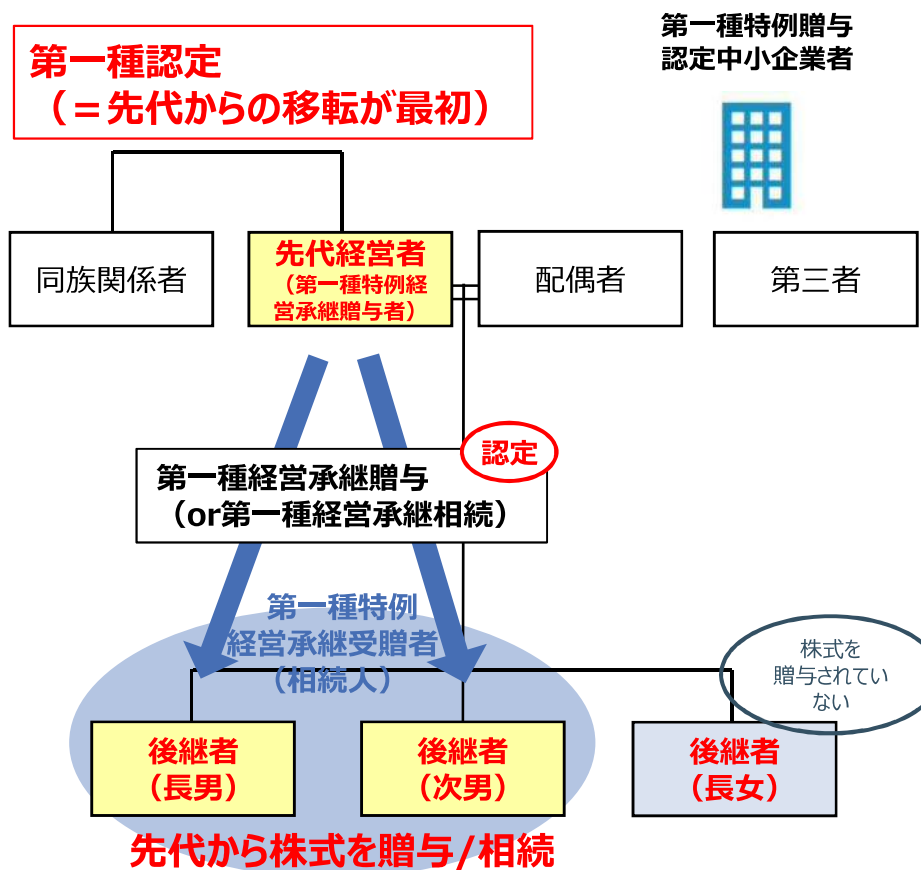 第一種認定
（＝先代からの移転が最初）
第一種特例贈与
認定中小企業者
同族関係者
先代経営者
（第一種特例経
営承継贈与者）
配偶者
第三者
認定
第一種経営承継贈与
（or第一種経営承継相続）
第一種特例
経営承継受贈者
（相続人）
株式を
贈与されてい
ない
後継者
（長男）
後継者
（次男）
後継者
（長女）
先代から株式を贈与/相続